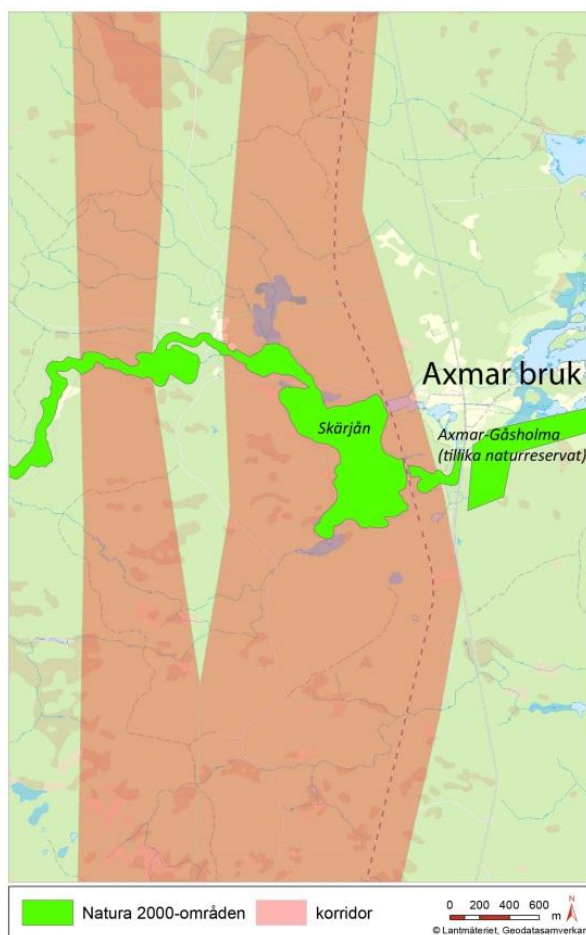 Axmar bruk
Skärjån
Axmar-Gåsholma
(tillika naturreservat)
Natura 2000-områden
korridor
0 200 400 600
m
N
© Lantmäteriet, Geodatasamverkan